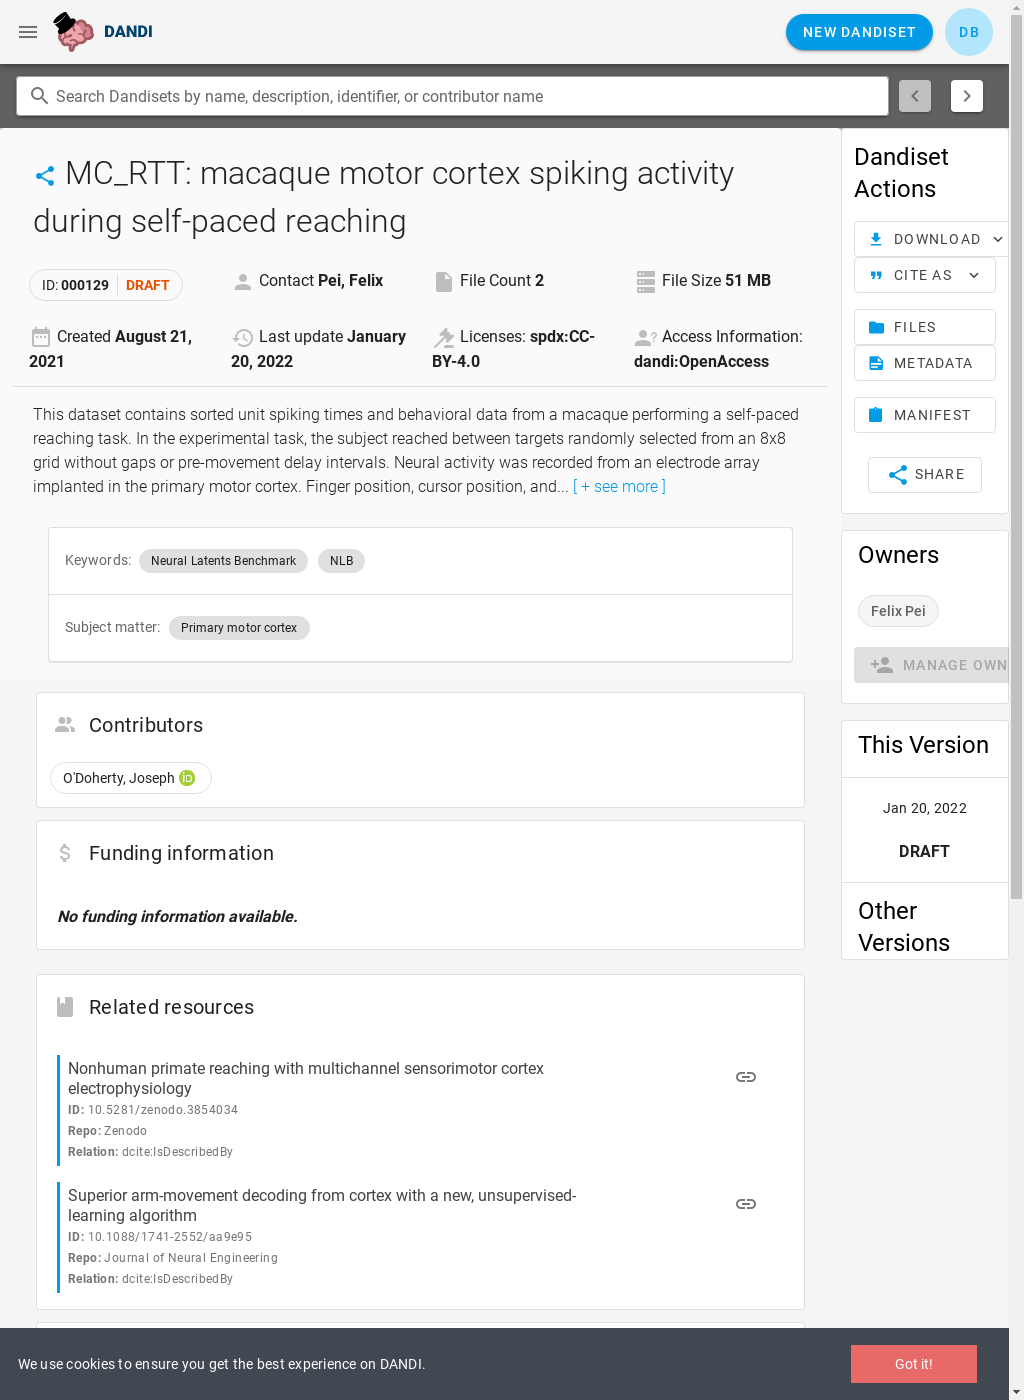 DANDI
NEW DANDISET
DB
Search Dandisets by name, description, identifier, or contributor name
MC_RTT: macaque motor cortex spiking activity
during self-paced reaching
ID: 000129 DRAFT
Contact Pei, Felix
File Count 2
File Size 51 MB
Created August 21,
2021
Last update January
20, 2022
Licenses: spdx:CC-
BY-4.0
Access Information:
dandi:OpenAccess
This dataset contains sorted unit spiking times and behavioral data from a macaque performing a self-paced
reaching task. In the experimental task, the subject reached between targets randomly selected from an 8x8
grid without gaps or pre-movement delay intervals. Neural activity was recorded from an electrode array
implanted in the primary motor cortex. Finger position, cursor position, and... [ + see more ]
Keywords: Neural Latents Benchmark NLB
Subject matter: Primary motor cortex
Contributors
O'Doherty, Joseph iD
Funding information
No funding information available.
Related resources
Nonhuman primate reaching with multichannel sensorimotor cortex
electrophysiology
ID: 10.5281/zenodo.3854034
Repo: Zenodo
Relation: dcite:IsDescribedBy
Superior arm-movement decoding from cortex with a new, unsupervised-
learning algorithm
ID: 10.1088/1741-2552/aa9e95
Repo: Journal of Neural Engineering
Relation: dcite:IsDescribedBy
Dandiset
Actions
DOWNLOAD
CITE AS
FILES
METADATA
MANIFEST
SHARE
Owners
Felix Pei
MANAGE OWN
This Version
Jan 20, 2022
DRAFT
Other
Versions
We use cookies to ensure you get the best experience on DANDI.
Got it!